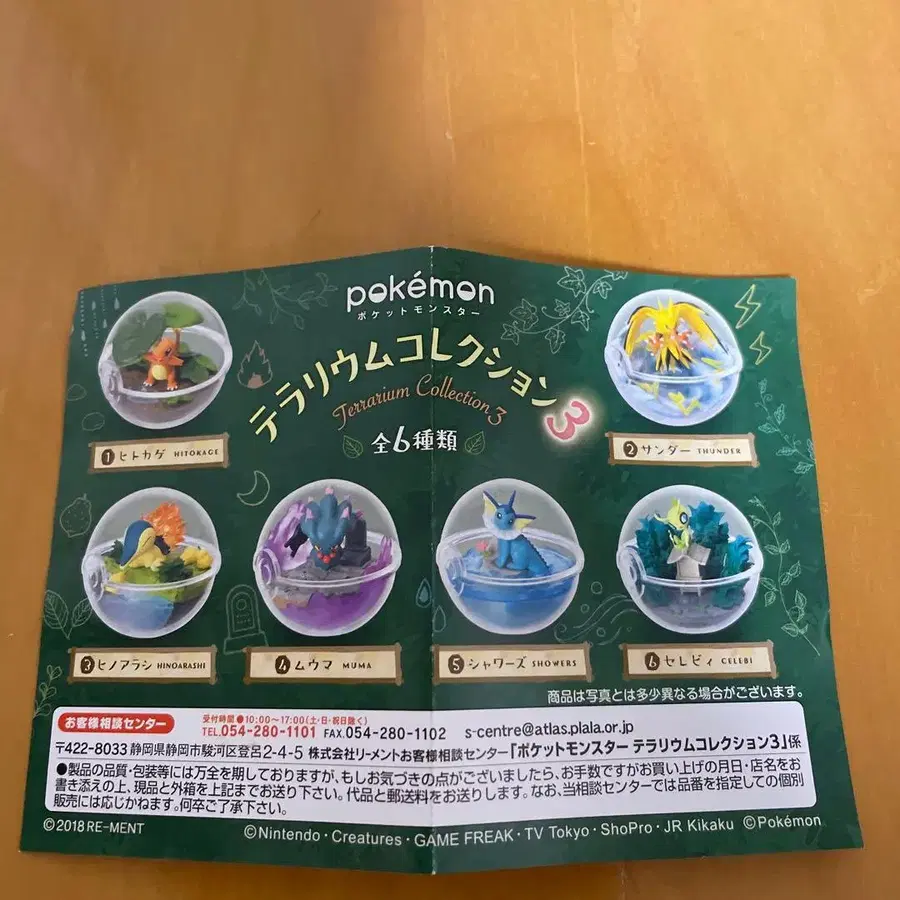 pokémon
ポケットモンスター
テラリウムコレクション3
Terrarium Collection 3
全6種類
1 ヒトカゲ HITOKAGE
2 サンダー THUNDER
3 ヒノアラシ HINOARASHI
4 ムウマ MUMA
5 シャワーズ SHOWERS
6 セレビィ CELEBI
商品は写真とは多少異なる場合がございます。
お客様相談センター
受付時間●10:00~17:00(土・日・祝日除く)
TEL.054-280-1101 FAX.054-280-1102 s-centre@atlas.plala.or.jp
〒422-8033 静岡県静岡市駿河区登呂2-4-5 株式会社リーメントお客様相談センター「ポケットモンスター テラリウムコレクション3」係
●製品の品質・包装等には万全を期しておりますが、もしお気づきの点がございましたら、お手数ですがお買い上げの月日・店名をお
書き添えの上、現品と外箱を上記までお送り下さい。代品と郵送料をお送りします。なお、当相談センターでは品番を指定しての個別
販売には応じかねます。何卒ご了承下さい。
©2018 RE-MENT
©Nintendo・Creatures・GAME FREAK・TV Tokyo・ShoPro・JR Kikaku ©Pokémon